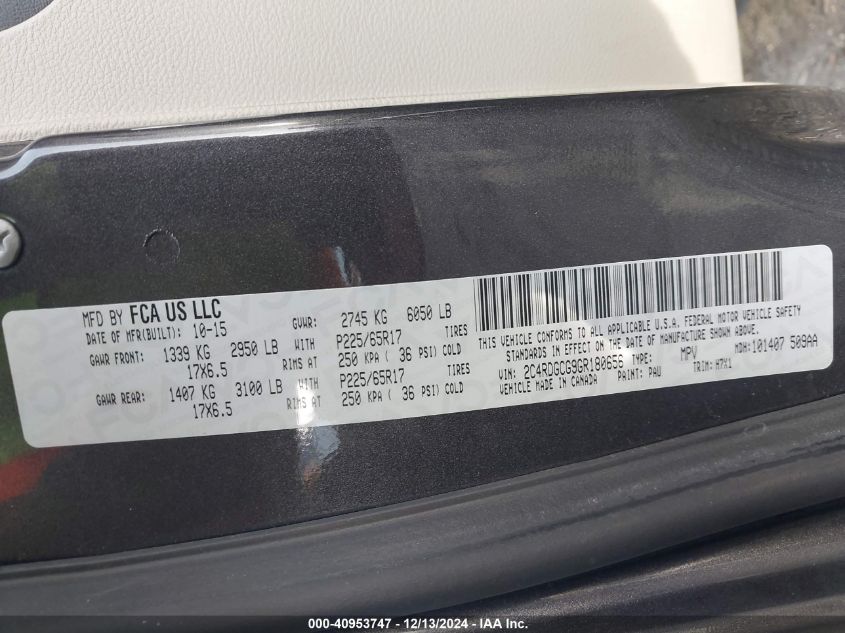 MFD BY FCA US LLC
DATE OF MFR(BUILT): 10-15 GVWR: 2745 KG 6050 LB
GAWR FRONT: 1339 KG 2950 LB WITH P225/65R17 TIRES
17X6.5 RIMS AT 250 KPA ( 36 PSI) COLD
GAWR REAR: 1407 KG 3100 LB WITH P225/65R17 TIRES
17X6.5 RIMS AT 250 KPA ( 36 PSI) COLD
THIS VEHICLE CONFORMS TO ALL APPLICABLE U.S.A. FEDERAL MOTOR VEHICLE SAFETY
STANDARDS IN EFFECT ON THE DATE OF MANUFACTURE SHOWN ABOVE.
VIN: 2C4RDGCG9GR180656 TYPE: MPV MDH: 101407 509AA
VEHICLE MADE IN CANADA PAINT: PAU TRIM: H7X1
000-40953747 - 12/13/2024 - IAAI Inc.